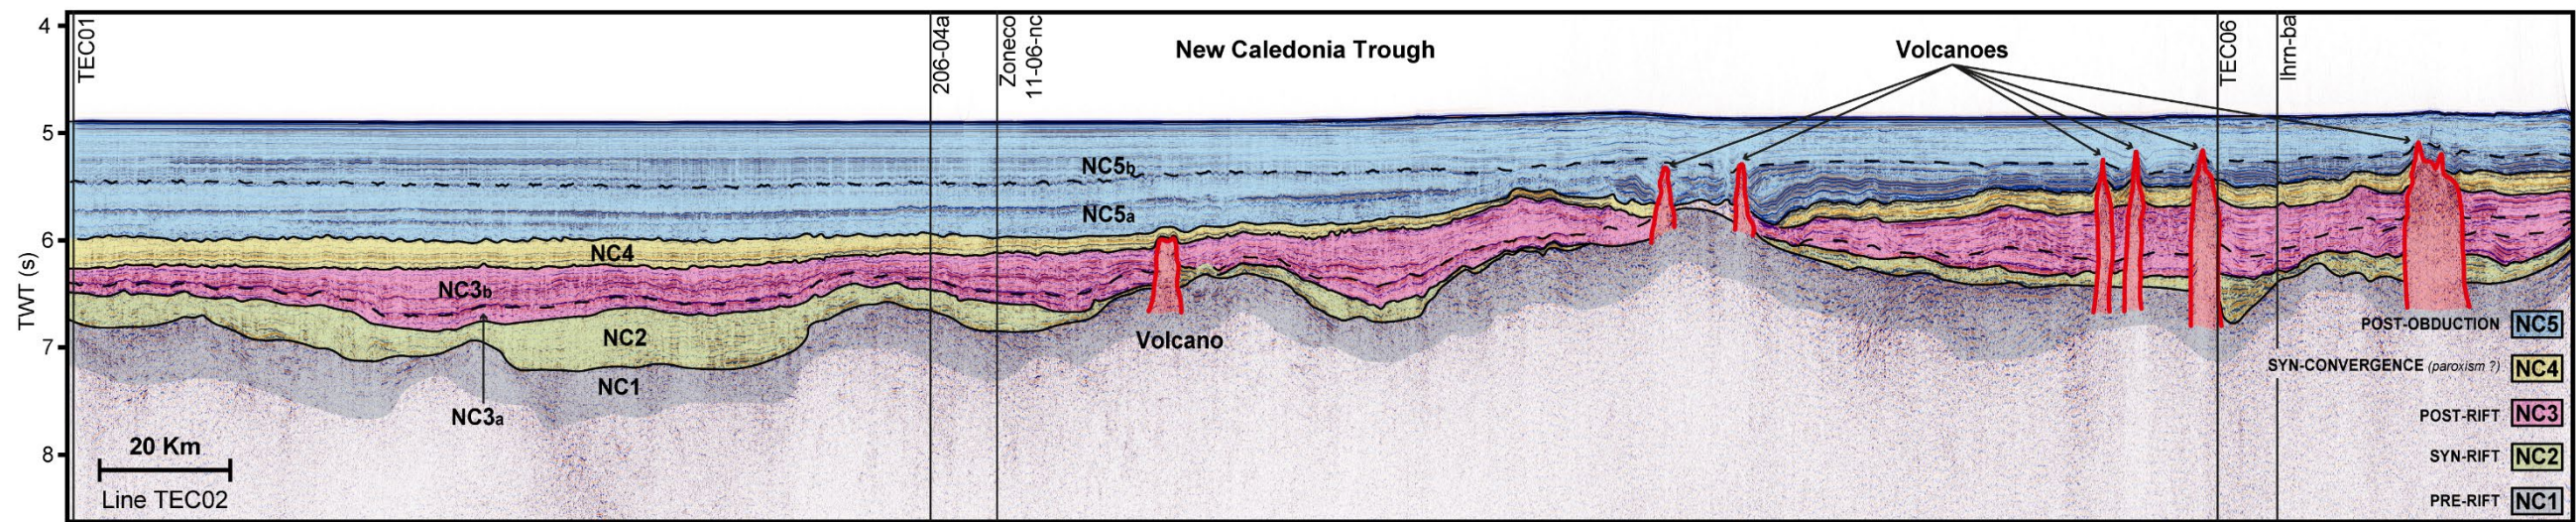 4
5
6
7
8
TWT (s)
TEC01
206-04a
Zoneco
11-06-nc
New Caledonia Trough
Volcanoes
TEC06
lhrn-ba
NC5b
NC5a
NC4
NC3b
NC2
NC1
NC3a
Volcano
20 Km
Line TEC02
POST-OBDUCTION NC5
SYN-CONVERGENCE (paroxism ?) NC4
POST-RIFT NC3
SYN-RIFT NC2
PRE-RIFT NC1